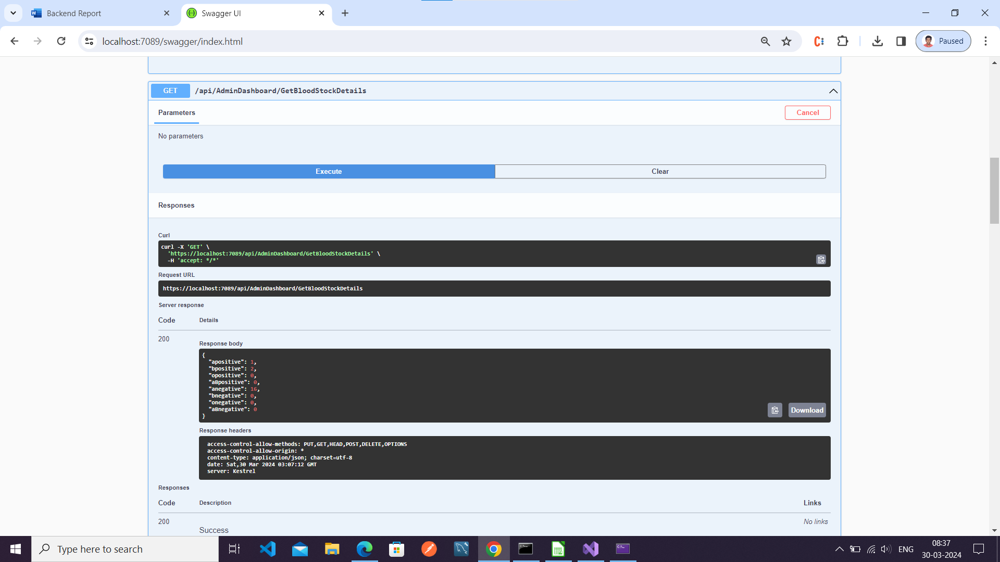 Backend Report
Swagger UI
localhost:7089/swagger/index.html
Paused
GET /api/AdminDashboard/GetBloodStockDetails
Parameters
Cancel
No parameters
Execute
Clear
Responses
Curl
curl -X 'GET' \
'https://localhost:7089/api/AdminDashboard/GetBloodStockDetails' \
-H 'accept: */*'
Request URL
https://localhost:7089/api/AdminDashboard/GetBloodStockDetails
Server response
Code Details
200
Response body
{
"apositive": 1,
"bpositive": 2,
"opositive": 0,
"aBpositive": 0,
"anegative": 16,
"bnegative": 0,
"onegative": 0,
"aBnegative": 0
}
Download
Response headers
access-control-allow-methods: PUT,GET,HEAD,POST,DELETE,OPTIONS
access-control-allow-origin: *
content-type: application/json; charset=utf-8
date: Sat,30 Mar 2024 03:07:12 GMT
server: Kestrel
Responses
Code Description Links
200 No links
Success
Type here to search
ENG
08:37
30-03-2024